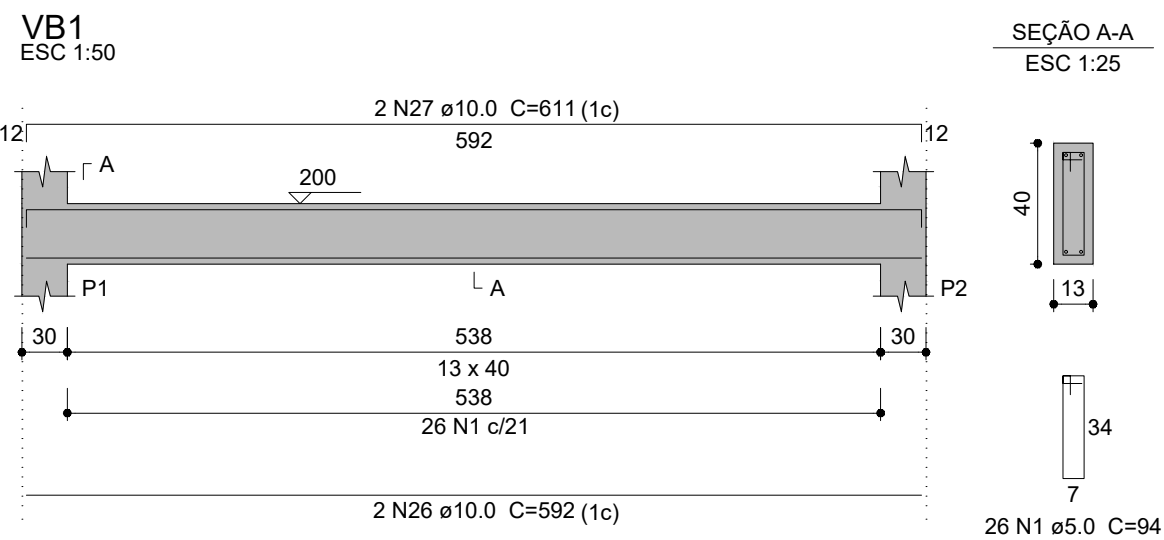 VB1
ESC 1:50
SEÇÃO A-A
ESC 1:25
2 N27 ø10.0 C=611 (1c)
12
592
12
A
200
40
A
P1
P2
13
30
538
30
13 x 40
538
26 N1 c/21
34
7
2 N26 ø10.0 C=592 (1c)
26 N1 ø5.0 C=94